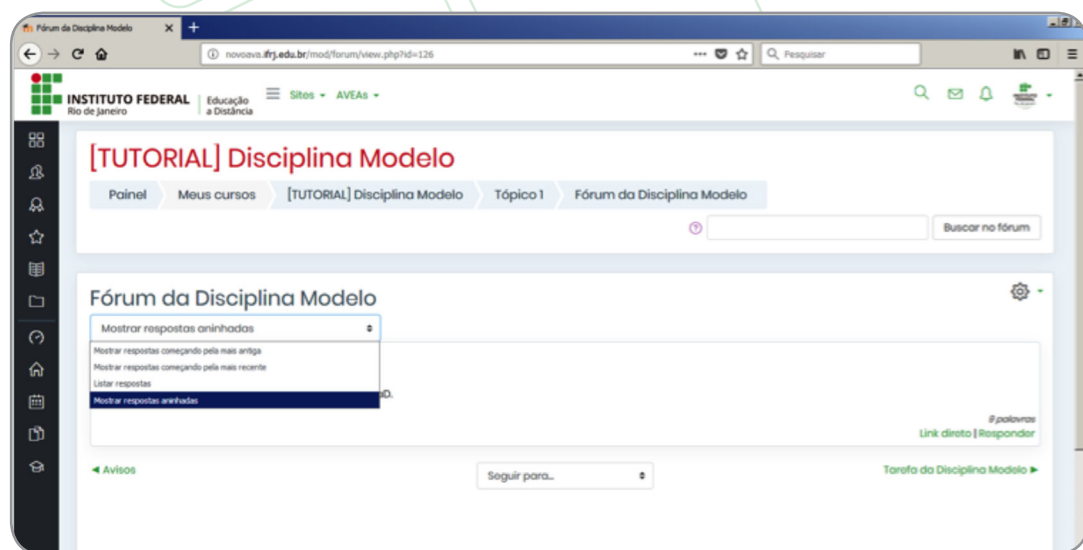 Fórum da Disciplina Modelo
novoava.ifrj.edu.br/mod/forum/view.php?id=126
Pesquisar
INSTITUTO FEDERAL
Rio de Janeiro
Educação
a Distância
Sites
AVEAs
[TUTORIAL] Disciplina Modelo
Painel
Meus cursos
[TUTORIAL] Disciplina Modelo
Tópico 1
Fórum da Disciplina Modelo
Buscar no fórum
Fórum da Disciplina Modelo
Mostrar respostas aninhadas
Mostrar respostas começando pela mais antiga
Mostrar respostas começando pela mais recente
Listar respostas
Mostrar respostas aninhadas
palavras
Link direto | Responder
◄ Avisos
Seguir para...
Tarefa da Disciplina Modelo ►